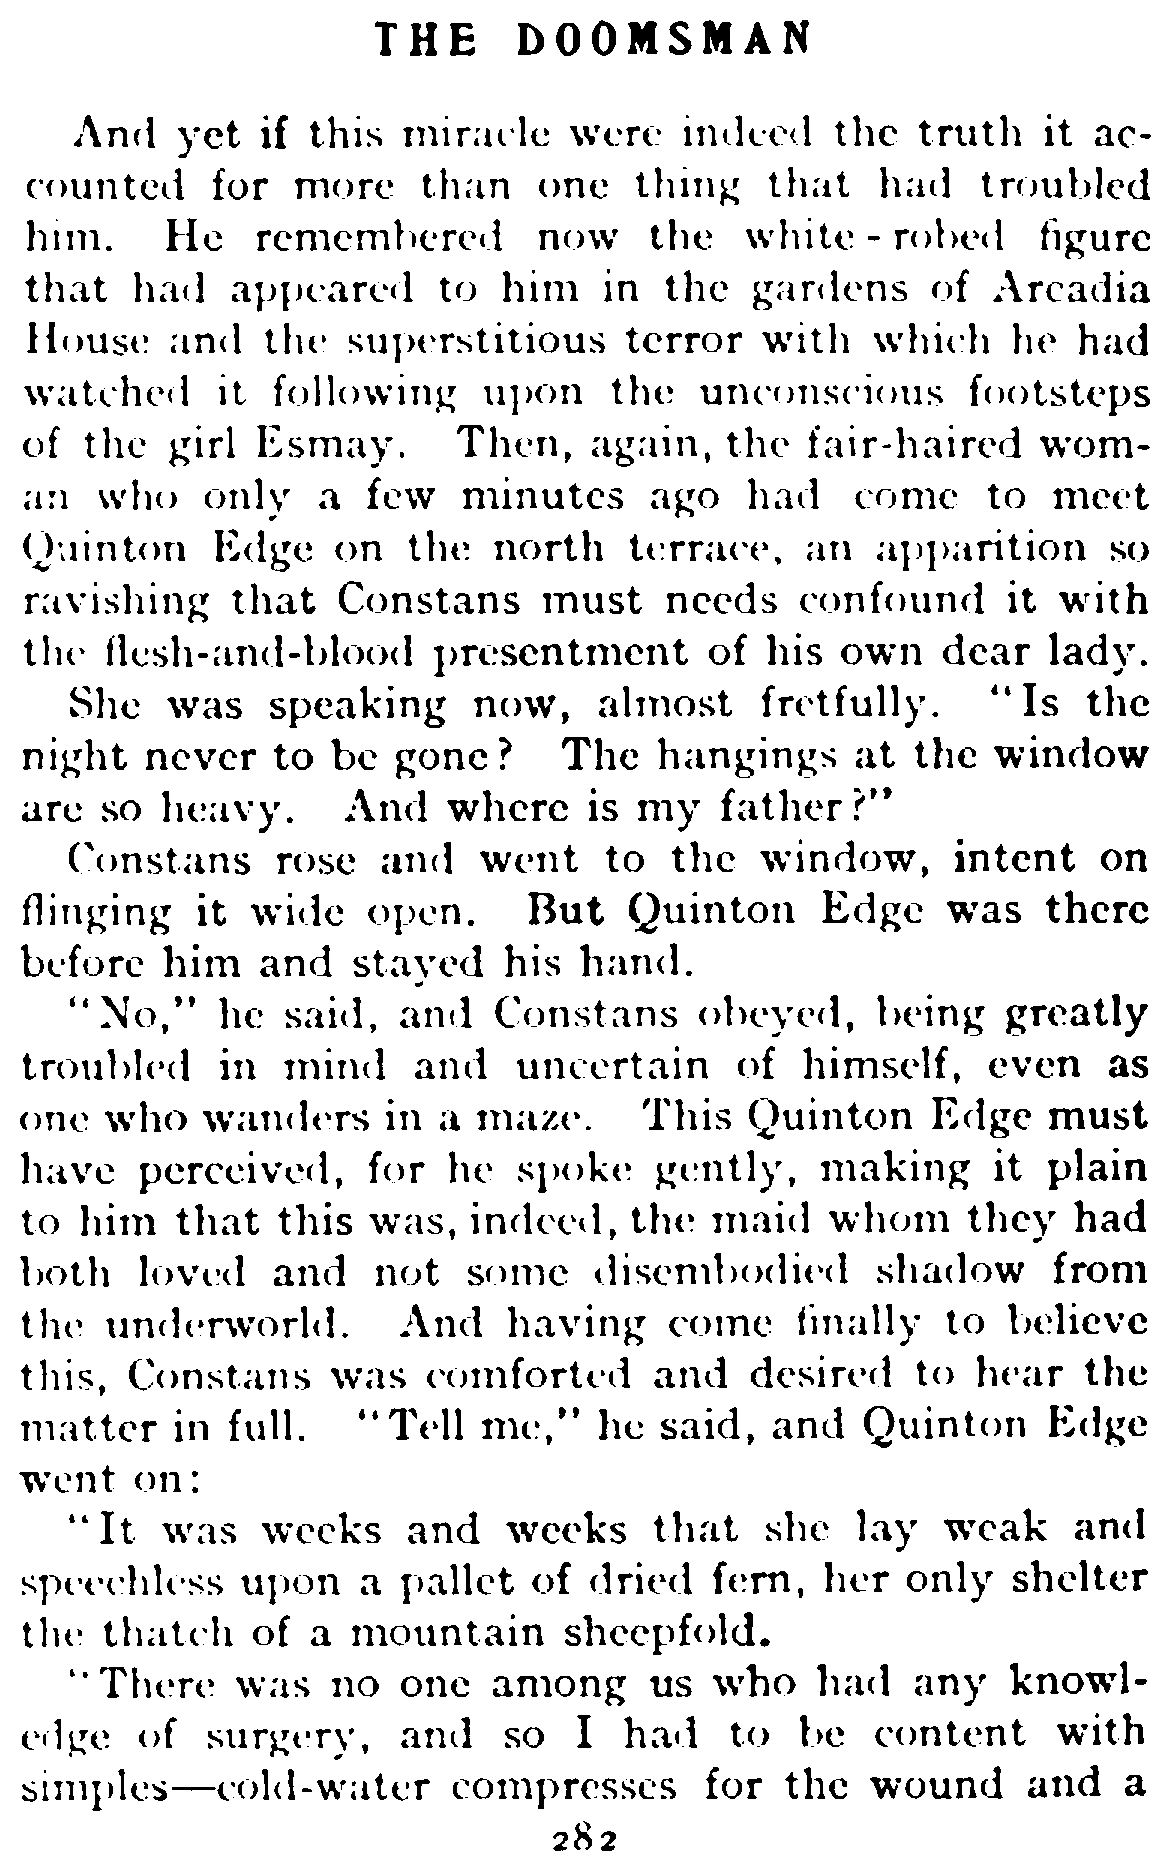 THE DOOMSMAN
And yet if this miracle were indeed the truth it ac-
counted for more than one thing that had troubled
him. He remembered now the white-robed figure
that had appeared to him in the gardens of Arcadia
House and the superstitious terror with which he had
watched it following upon the unconscious footsteps
of the girl Esmay. Then, again, the fair-haired wom-
an who only a few minutes ago had come to meet
Quinton Edge on the north terrace, an apparition so
ravishing that Constans must needs confound it with
the flesh-and-blood presentment of his own dear lady.
She was speaking now, almost fretfully. "Is the
night never to be gone? The hangings at the window
are so heavy. And where is my father?"
Constans rose and went to the window, intent on
flinging it wide open. But Quinton Edge was there
before him and stayed his hand.
"No," he said, and Constans obeyed, being greatly
troubled in mind and uncertain of himself, even as
one who wanders in a maze. This Quinton Edge must
have perceived, for he spoke gently, making it plain
to him that this was, indeed, the maid whom they had
both loved and not some disembodied shadow from
the underworld. And having come finally to believe
this, Constans was comforted and desired to hear the
matter in full. "Tell me," he said, and Quinton Edge
went on:
"It was weeks and weeks that she lay weak and
speechless upon a pallet of dried fern, her only shelter
the thatch of a mountain sheepfold.
"There was no one among us who had any knowl-
edge of surgery, and so I had to be content with
simples—cold-water compresses for the wound and a
282